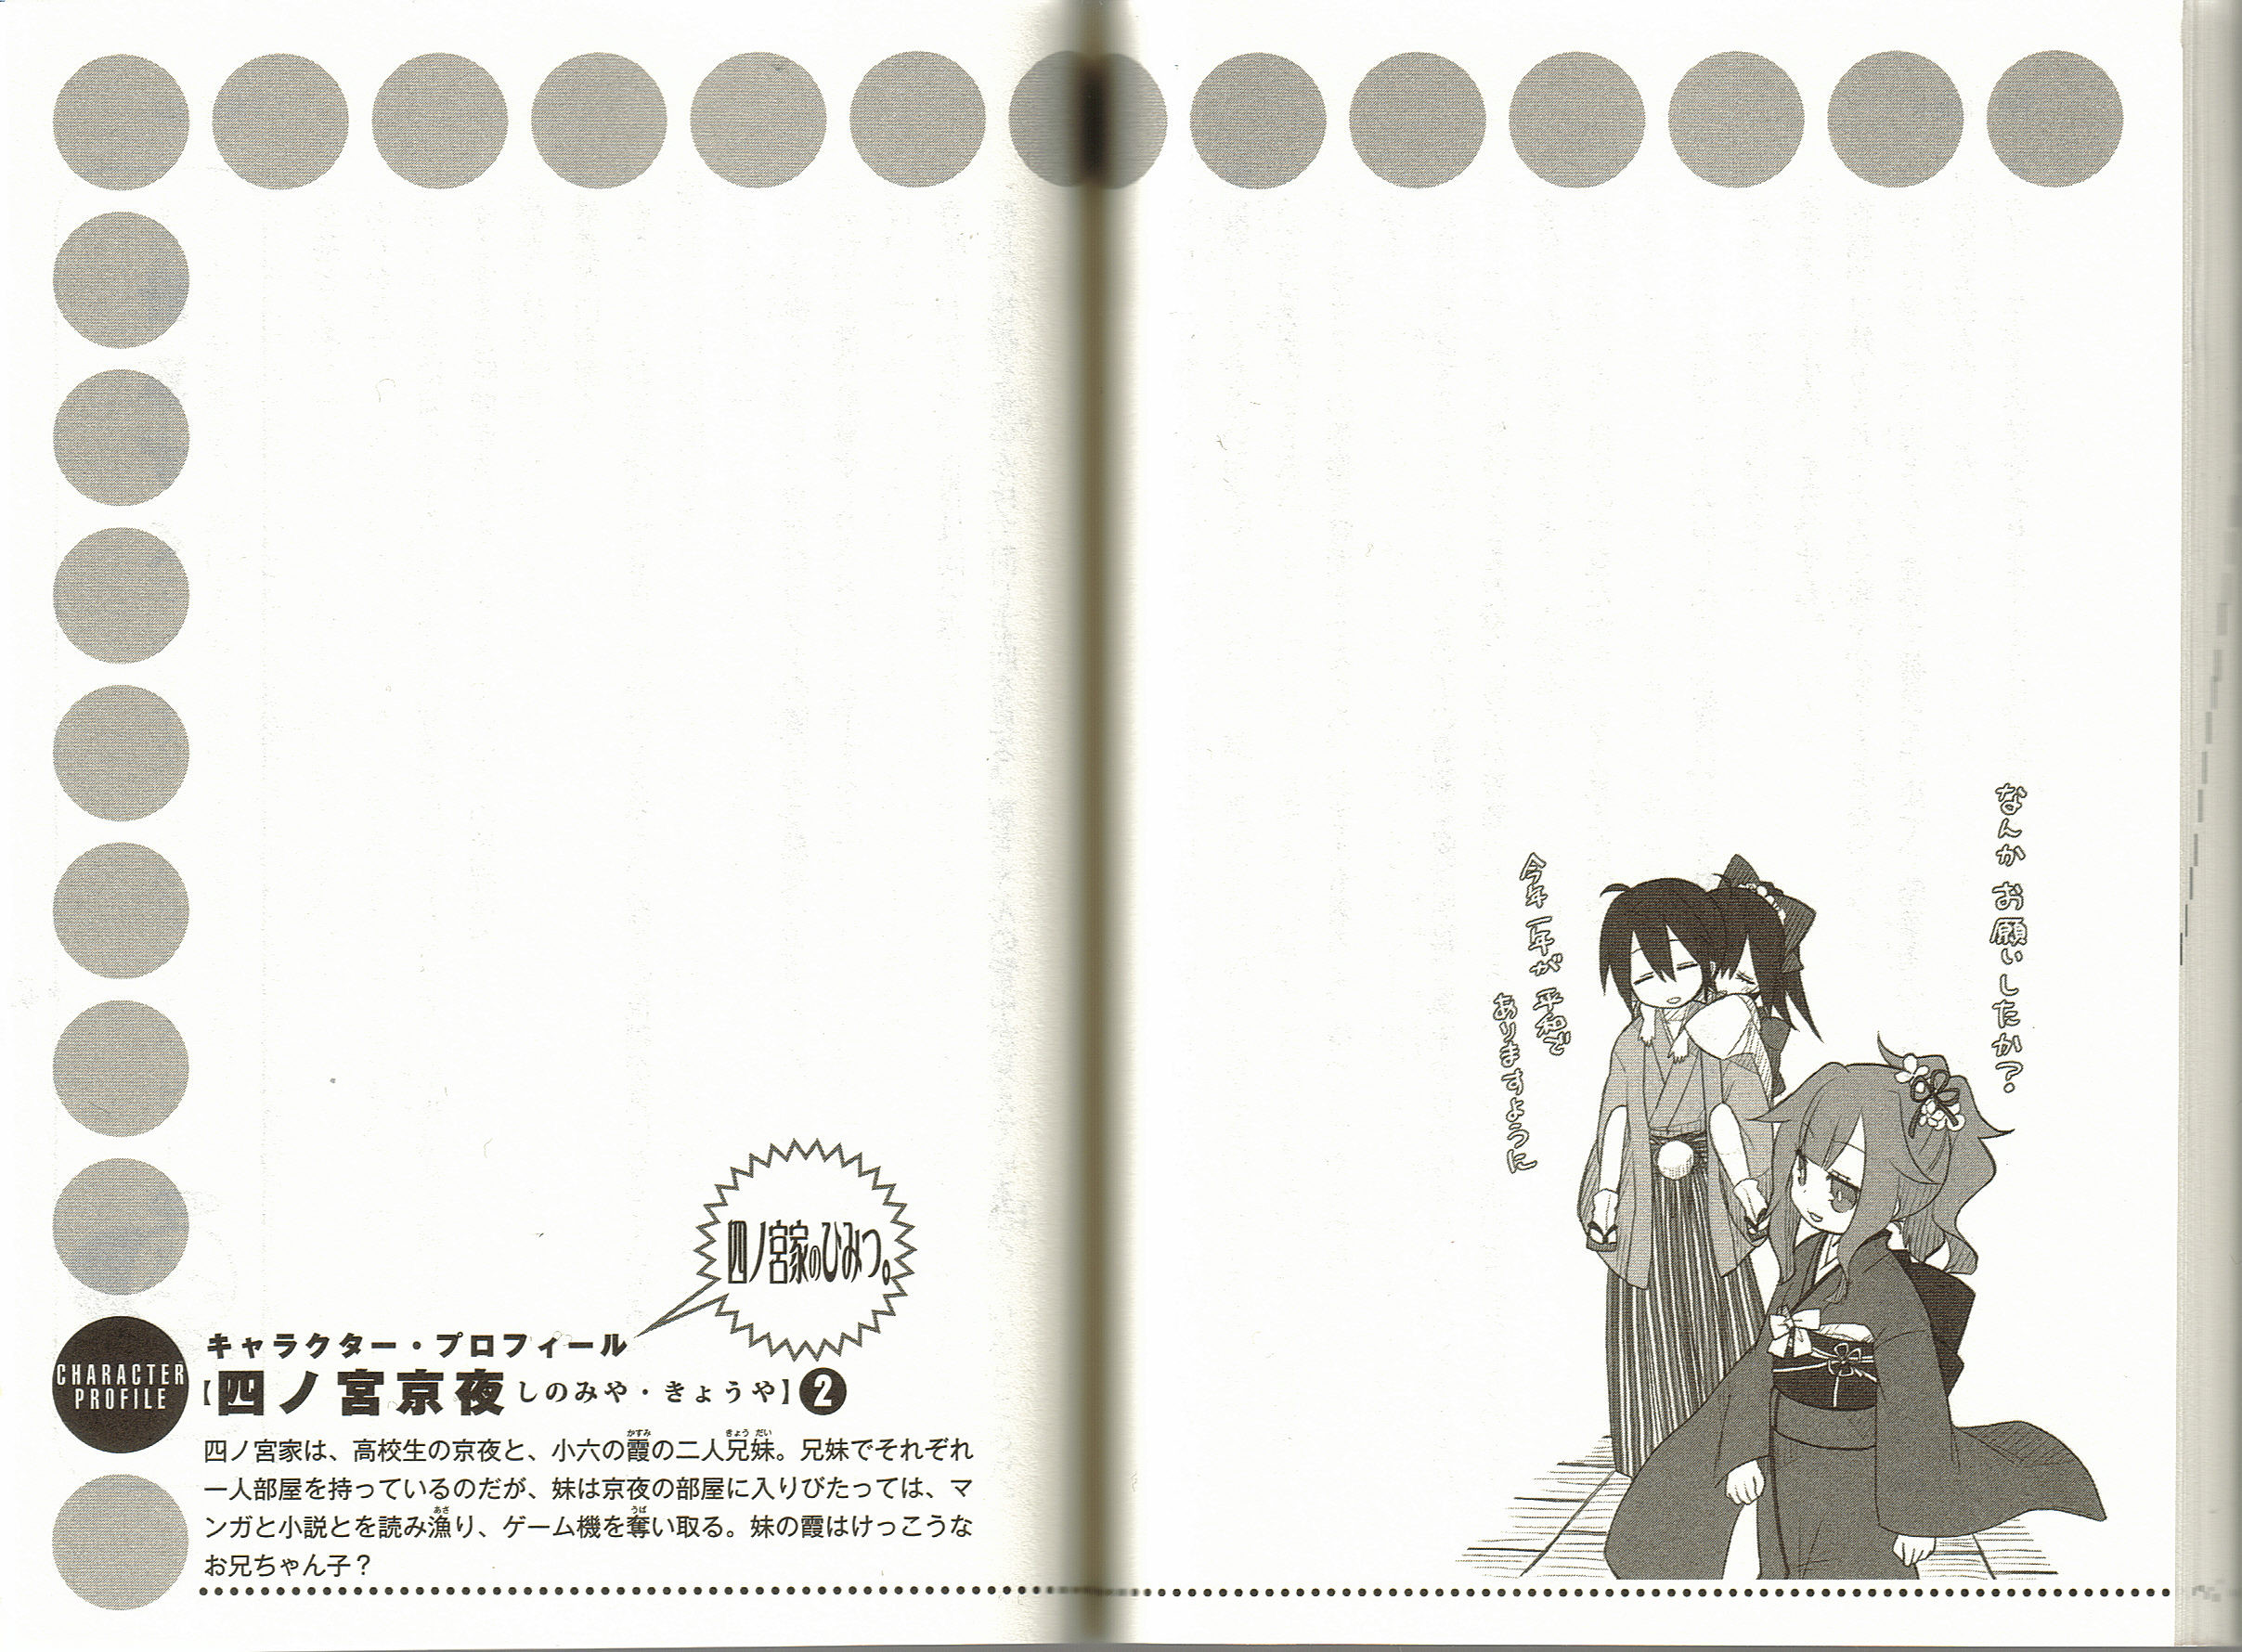 なんか お願いしたか?
今年 一年が 平和で
ありますように
四ノ宮家のひみつ。
CHARACTER
PROFILE
キャラクター・プロフィール
【四ノ宮京夜 しのみや・きょうや】❷
四ノ宮家は、高校生の京夜と、小六の霞の二人兄妹。兄妹でそれぞれ
一人部屋を持っているのだが、妹は京夜の部屋に入りびたっては、マ
ンガと小説とを読み漁り、ゲーム機を奪い取る。妹の霞はけっこうな
お兄ちゃん子？